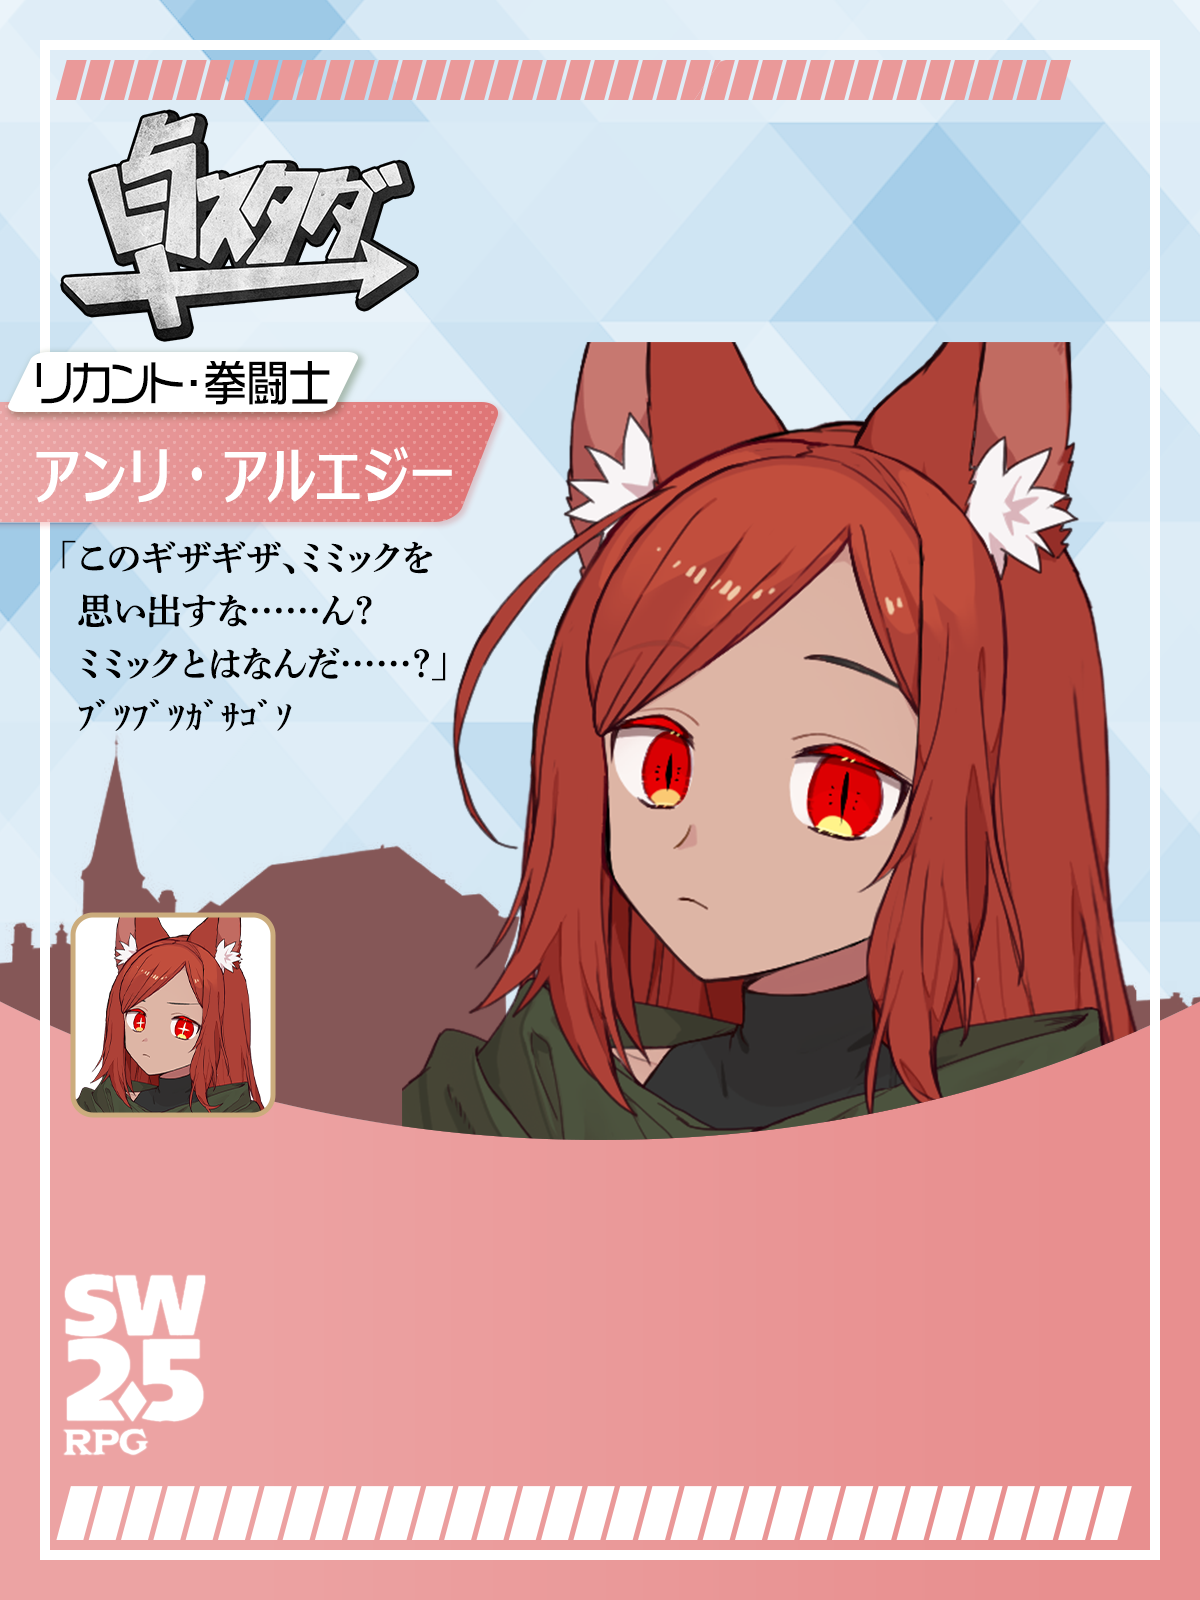 卓スタダ
リカント・拳闘士
アンリ・アルエジー
「このギザギザ、ミミックを
思い出すな……ん？
ミミックとはなんだ……？」
ﾌﾞﾂﾌﾞﾂｶﾞｻｺﾞｿ
SW
2.5
RPG